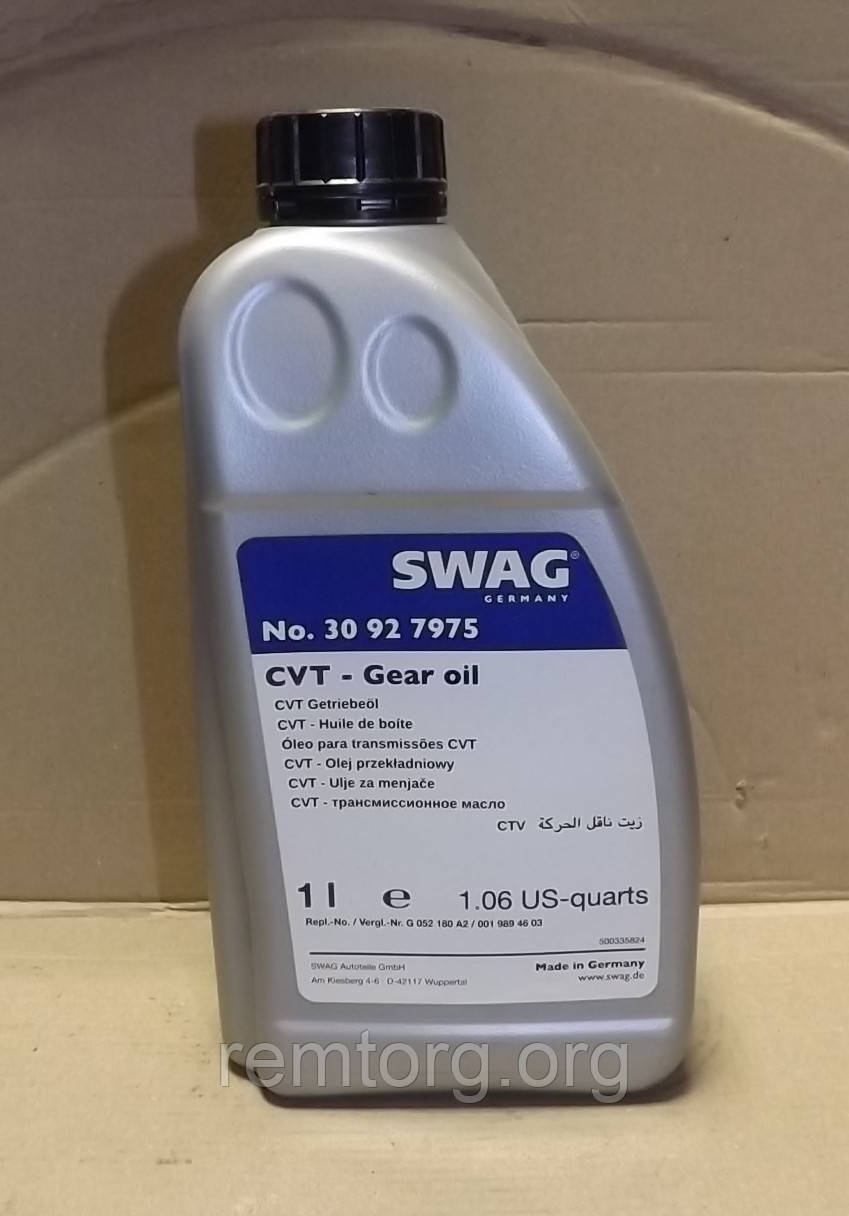 SWAG®
GERMANY
No. 30 92 7975
CVT - Gear oil
CVT Getriebeöl
CVT - Huile de boîte
Óleo para transmissões CVT
CVT - Olej przekładniowy
CVT - Ulje za menjače
CVT - трансмиссионное масло
زيت ناقل الحركة CTV
1 l e 1.06 US-quarts
Repl.-No. / Vergl.-Nr. G 052 180 A2 / 001 989 46 03
500335824
SWAG Autoteile GmbH Made in Germany
Am Kiesberg 4-6 D-42117 Wuppertal www.swag.de
remtorg.org